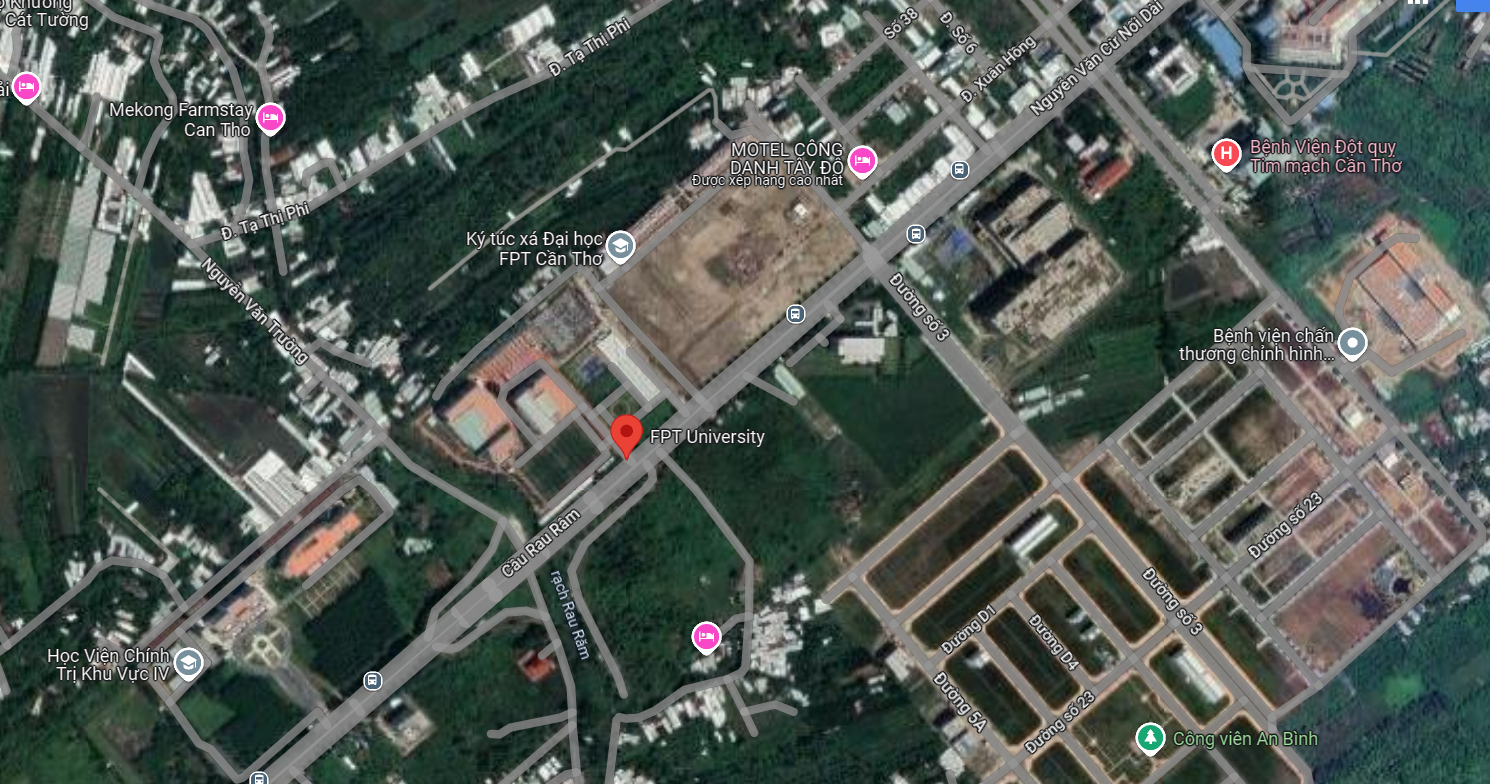 Cát Tường
Đ. Tạ Thị Phi
Số 38
Đ. Số 6
Đ. Xuân Hồng
Nguyễn Văn Cừ Nối Dài
Mekong Farmstay
Can Tho
MOTEL CÔNG
DANH TÂY ĐÔ
Được xếp hạng cao nhất
Bệnh Viện Đột quỵ
Tim mạch Cần Thơ
Đ. Tạ Thị Phi
Ký túc xá Đại học
FPT Cần Thơ
Nguyễn Văn Trường
Đường số 3
Bệnh viện chấn
thương chỉnh hình...
FPT University
Cầu Rau Răm
rạch Rau Răm
Đường số 23
Đường số 3
Đường D1
Đường D4
Học Viện Chính
Trị Khu Vực IV
Đường 5A
Đường số 23
Công viên An Bình
H